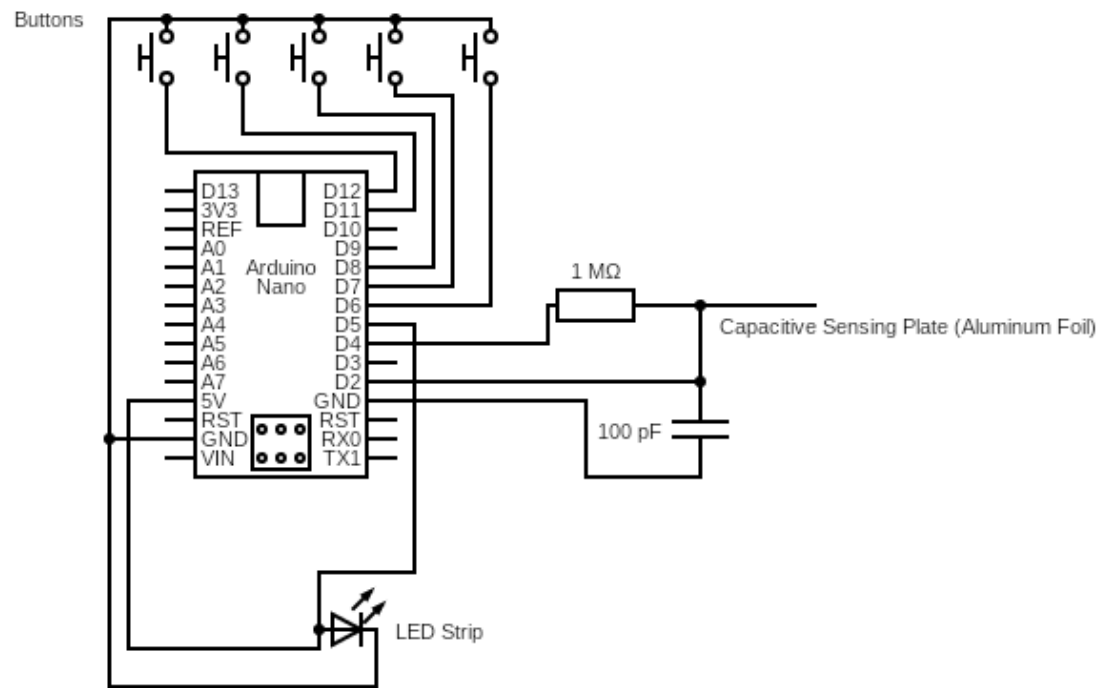 Buttons
D13 D12
3V3 D11
REF D10
A0 D9
A1 Arduino D8
A2 Nano D7
A3 D6
A4 D5
A5 D4
A6 D3
A7 D2
5V GND
RST RST
GND RX0
VIN TX1
1 MΩ
Capacitive Sensing Plate (Aluminum Foil)
100 pF
LED Strip